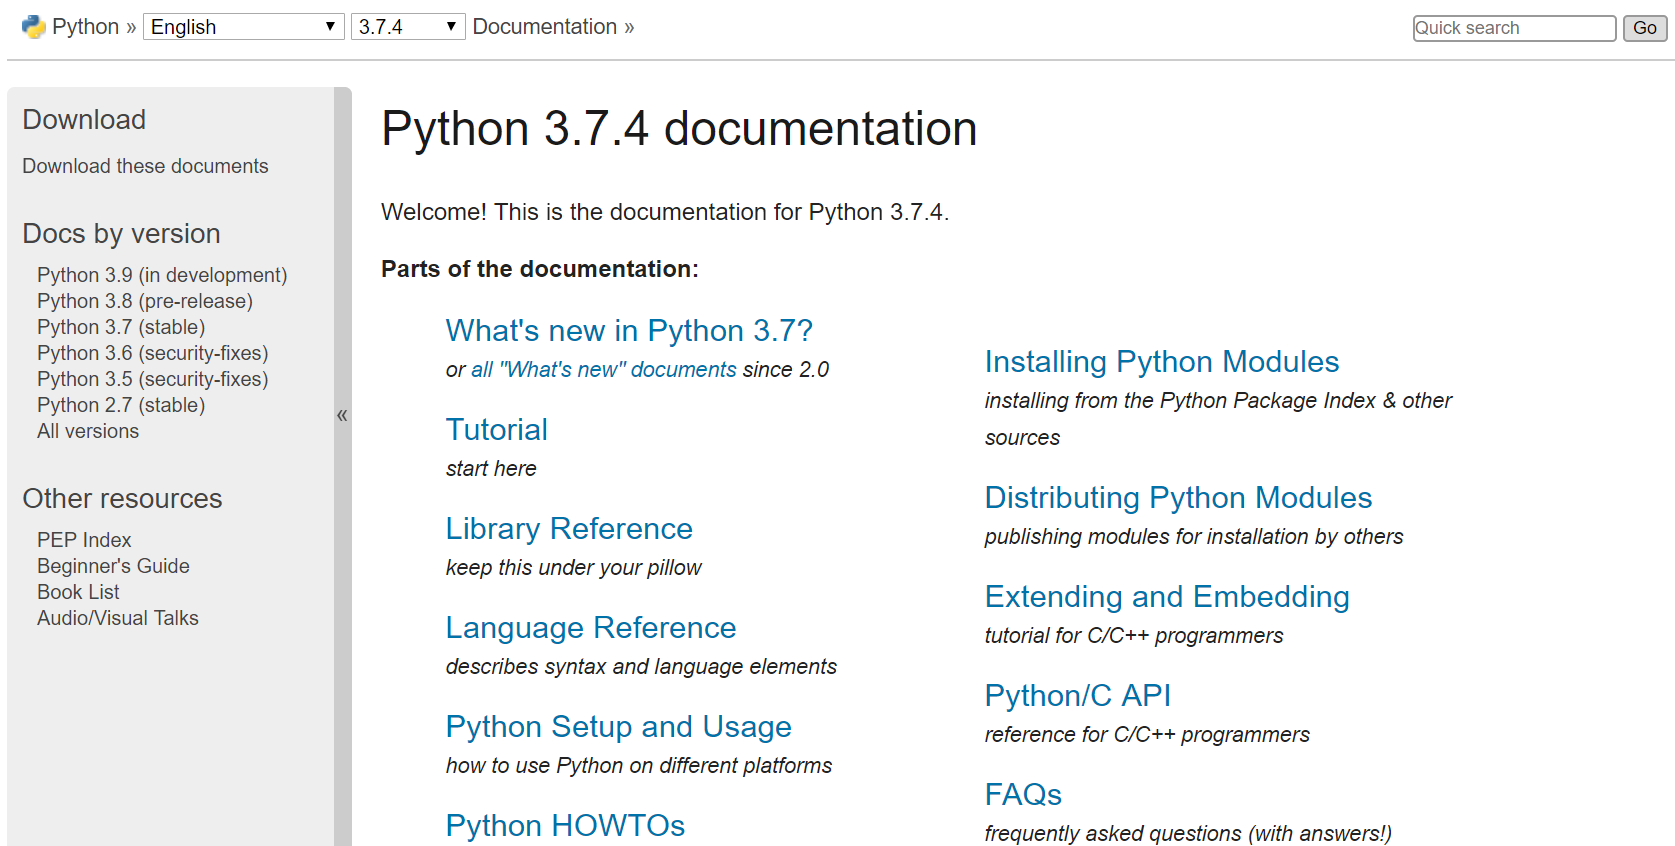 Python » English 3.7.4 Documentation »
Quick search Go
Download
Download these documents
Docs by version
Python 3.9 (in development)
Python 3.8 (pre-release)
Python 3.7 (stable)
Python 3.6 (security-fixes)
Python 3.5 (security-fixes)
Python 2.7 (stable)
All versions
Other resources
PEP Index
Beginner's Guide
Book List
Audio/Visual Talks
«
Python 3.7.4 documentation
Welcome! This is the documentation for Python 3.7.4.
Parts of the documentation:
What's new in Python 3.7?
or all "What's new" documents since 2.0
Tutorial
start here
Library Reference
keep this under your pillow
Language Reference
describes syntax and language elements
Python Setup and Usage
how to use Python on different platforms
Python HOWTOs
Installing Python Modules
installing from the Python Package Index & other
sources
Distributing Python Modules
publishing modules for installation by others
Extending and Embedding
tutorial for C/C++ programmers
Python/C API
reference for C/C++ programmers
FAQs
frequently asked questions (with answers!)